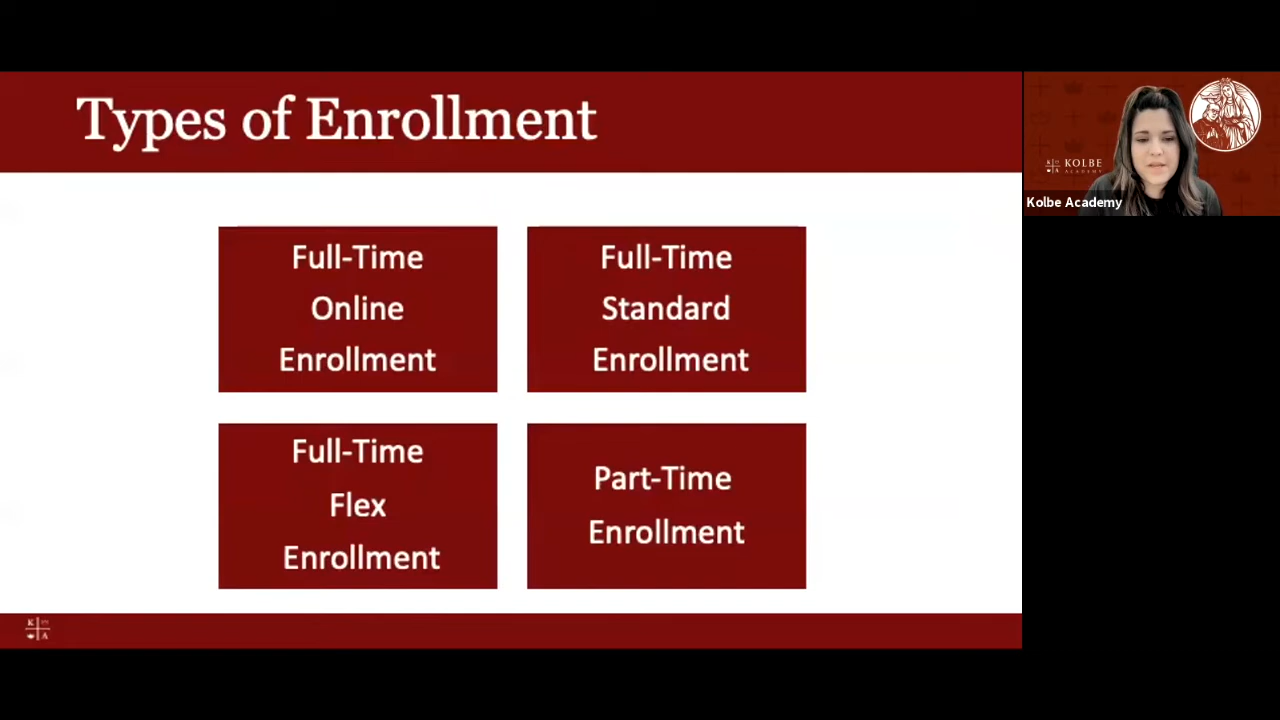 Types of Enrollment
Full-Time
Online
Enrollment
Full-Time
Standard
Enrollment
Full-Time
Flex
Enrollment
Part-Time
Enrollment
KOLBE
ACADEMY
Kolbe Academy
K
A